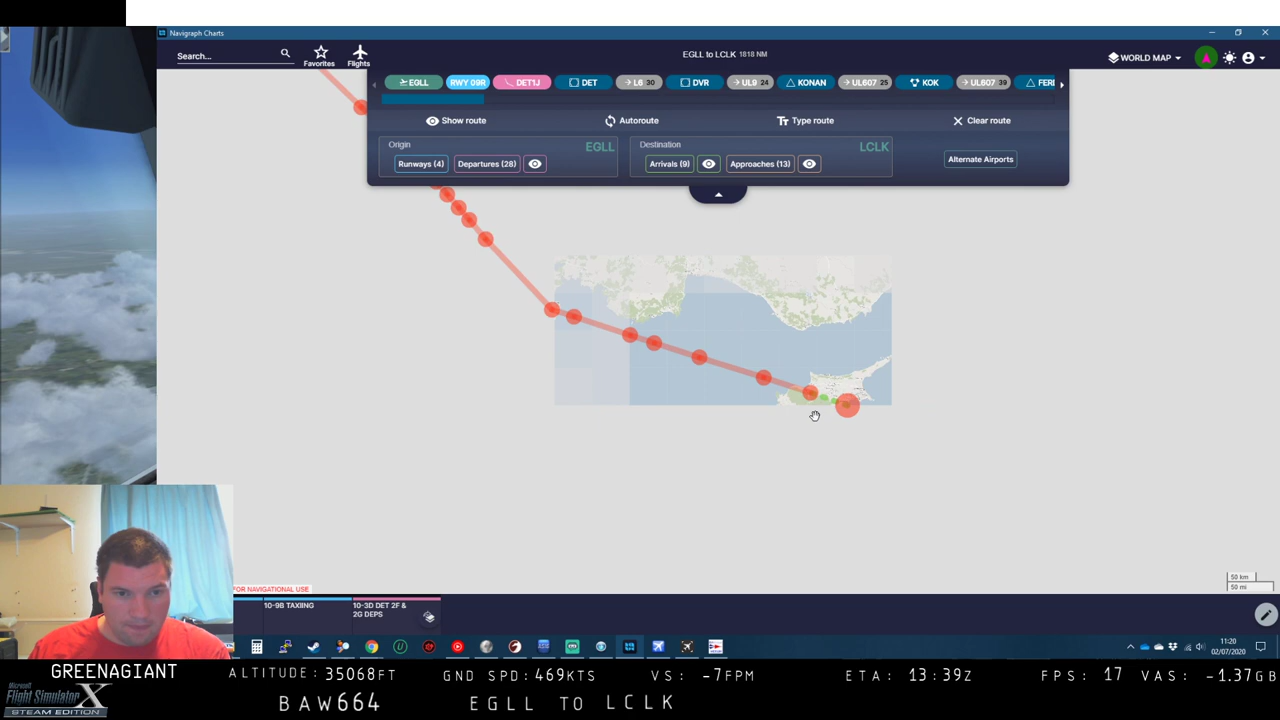 Navigraph Charts
Search...
Favorites
Flights
EGLL to LCLK 1818 NM
WORLD MAP
EGLL RWY 09R DET1J DET L6 30 DVR UL9 24 KONAN UL607 25 KOK UL607 39 FERI
Show route Autoroute Type route Clear route
Origin EGLL
Runways (4) Departures (28)
Destination LCLK
Arrivals (9) Approaches (13)
Alternate Airports
50 km
50 mi
FOR NAVIGATIONAL USE
10-9B TAXIING
10-3D DET 2F &
2G DEPS
11:20
02/07/2020
GREENAGIANT
ALTITUDE: 35068FT GND SPD:469KTS VS: -7FPM ETA: 13:39Z FPS: 17 VAS: -1.37GB
Microsoft
Flight Simulator X
STEAM EDITION
BAW664 EGLL TO LCLK